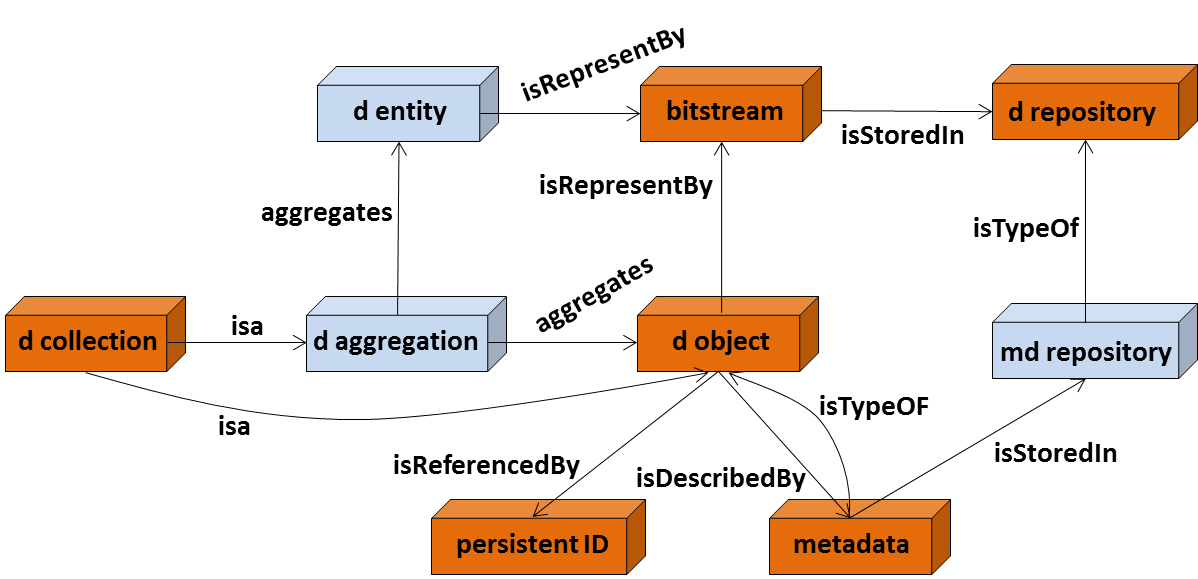 isRepresentBy
d entity
bitstream
d repository
isStoredIn
isRepresentBy
aggregates
isTypeOf
aggregates
d collection
isa
d aggregation
d object
md repository
isTypeOF
isa
isStoredIn
isReferencedBy
isDescribedBy
persistent ID
metadata